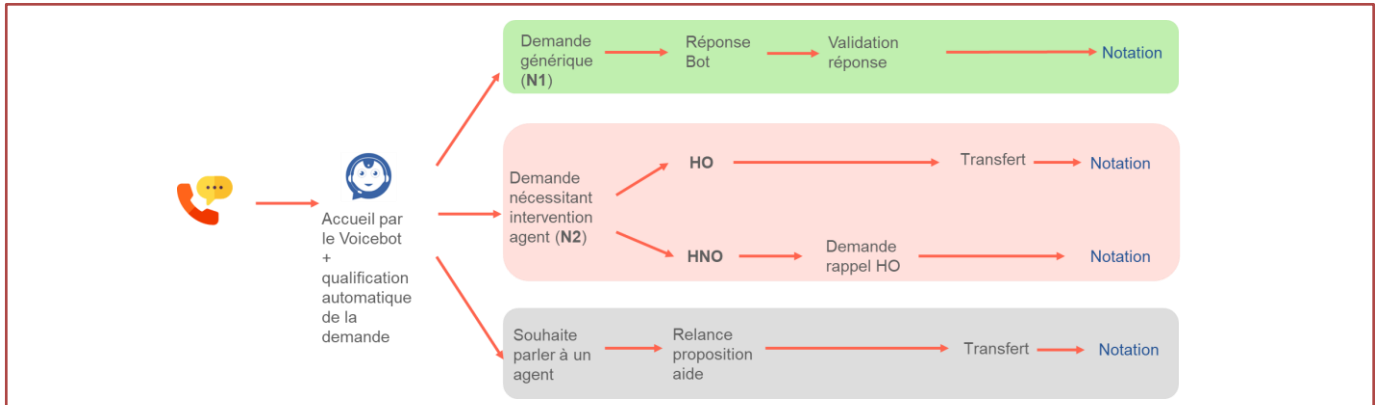 Demande
générique
(N1)
Réponse
Bot
Validation
réponse
Notation
Accueil par
le Voicebot
+
qualification
automatique
de la
demande
Demande
nécessitant
intervention
agent (N2)
HO
Transfert
Notation
HNO
Demande
rappel HO
Notation
Souhaite
parler à un
agent
Relance
proposition
aide
Transfert
Notation